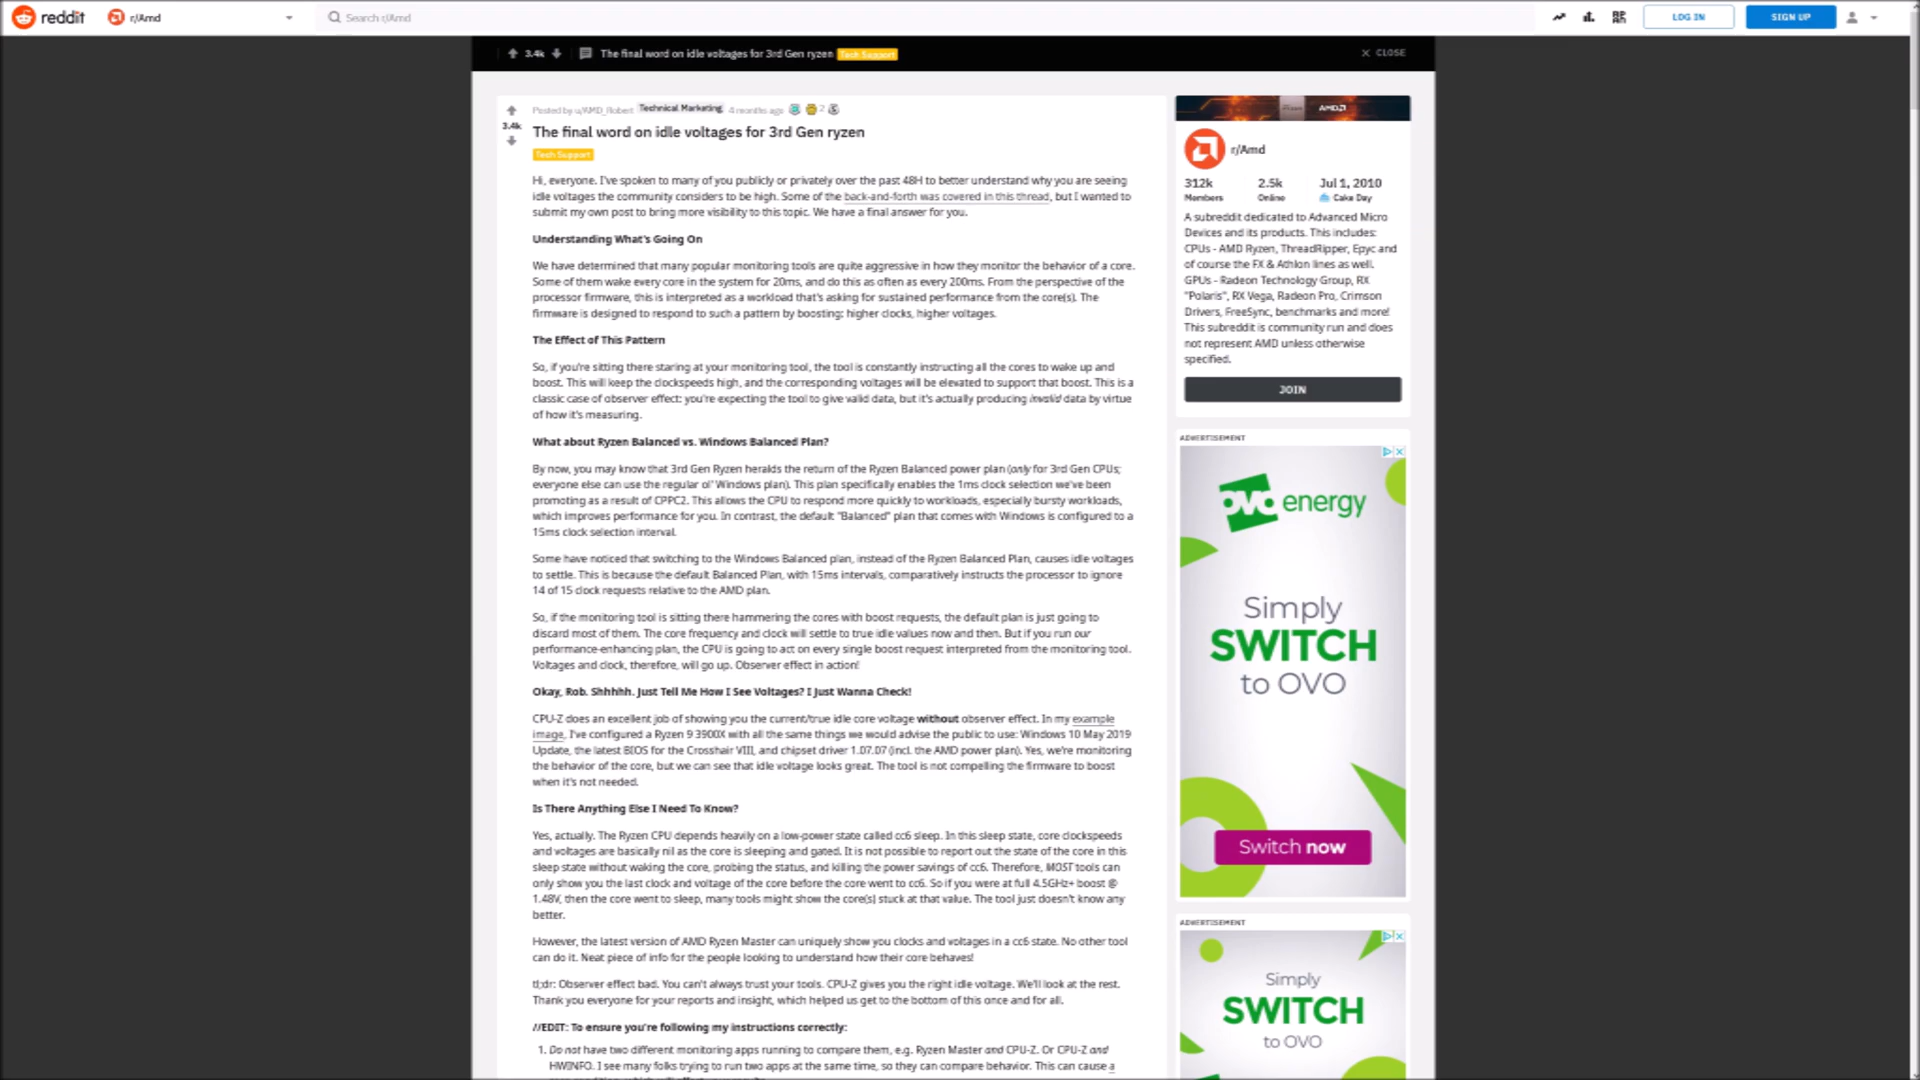 reddit
r/Amd
Search r/Amd
LOG IN
SIGN UP
3.4k
The final word on idle voltages for 3rd Gen ryzen
Tech Support
CLOSE
Posted by u/AMD_Robert Technical Marketing 4 months ago 2
3.4k
The final word on idle voltages for 3rd Gen ryzen
Tech Support
Hi, everyone. I've spoken to many of you publicly or privately over the past 48H to better understand why you are seeing
idle voltages the community considers to be high. Some of the back-and-forth was covered in this thread, but I wanted to
submit my own post to bring more visibility to this topic. We have a final answer for you.
Understanding What's Going On
We have determined that many popular monitoring tools are quite aggressive in how they monitor the behavior of a core.
Some of them wake every core in the system for 20ms, and do this as often as every 200ms. From the perspective of the
processor firmware, this is interpreted as a workload that's asking for sustained performance from the core(s). The
firmware is designed to respond to such a pattern by boosting: higher clocks, higher voltages.
The Effect of This Pattern
So, if you're sitting there staring at your monitoring tool, the tool is constantly instructing all the cores to wake up and
boost. This will keep the clockspeeds high, and the corresponding voltages will be elevated to support that boost. This is a
classic case of observer effect: you're expecting the tool to give valid data, but it's actually producing invalid data by virtue
of how it's measuring.
What about Ryzen Balanced vs. Windows Balanced Plan?
By now, you may know that 3rd Gen Ryzen heralds the return of the Ryzen Balanced power plan (only for 3rd Gen CPUs;
everyone else can use the regular ol' Windows plan). This plan specifically enables the 1ms clock selection we've been
promoting as a result of CPPC2. This allows the CPU to respond more quickly to workloads, especially bursty workloads,
which improves performance for you. In contrast, the default "Balanced" plan that comes with Windows is configured to a
15ms clock selection interval.
Some have noticed that switching to the Windows Balanced plan, instead of the Ryzen Balanced Plan, causes idle voltages
to settle. This is because the default Balanced Plan, with 15ms intervals, comparatively instructs the processor to ignore
14 of 15 clock requests relative to the AMD plan.
So, if the monitoring tool is sitting there hammering the cores with boost requests, the default plan is just going to
discard most of them. The core frequency and clock will settle to true idle values now and then. But if you run our
performance-enhancing plan, the CPU is going to act on every single boost request interpreted from the monitoring tool.
Voltages and clock, therefore, will go up. Observer effect in action!
Okay, Rob. Shhhhh. Just Tell Me How I See Voltages? I Just Wanna Check!
CPU-Z does an excellent job of showing you the current/true idle core voltage without observer effect. In my example
image, I've configured a Ryzen 9 3900X with all the same things we would advise the public to use: Windows 10 May 2019
Update, the latest BIOS for the Crosshair VIII, and chipset driver 1.07.07 (incl. the AMD power plan). Yes, we're monitoring
the behavior of the core, but we can see that idle voltage looks great. The tool is not compelling the firmware to boost
when it's not needed.
Is There Anything Else I Need To Know?
Yes, actually. The Ryzen CPU depends heavily on a low-power state called cc6 sleep. In this sleep state, core clockspeeds
and voltages are basically nil as the core is sleeping and gated. It is not possible to report out the state of the core in this
sleep state without waking the core, probing the status, and killing the power savings of cc6. Therefore, MOST tools can
only show you the last clock and voltage of the core before the core went to cc6. So if you were at full 4.5GHz+ boost @
1.48V, then the core went to sleep, many tools might show the core(s) stuck at that value. The tool just doesn't know any
better.
However, the latest version of AMD Ryzen Master can uniquely show you clocks and voltages in a cc6 state. No other tool
can do it. Neat piece of info for the people looking to understand how their core behaves!
tl;dr: Observer effect bad. You can't always trust your tools. CPU-Z gives you the right idle voltage. We'll look at the rest.
Thank you everyone for your reports and insight, which helped us get to the bottom of this once and for all.
//EDIT: To ensure you're following my instructions correctly:
1. Do not have two different monitoring apps running to compare them, e.g. Ryzen Master and CPU-Z. Or CPU-Z and
HWINFO. I see many folks trying to run two apps at the same time, so they can compare behavior. This can cause a
AMD
r/Amd
312k
2.5k
Jul 1, 2010
Members
Online
Cake Day
A subreddit dedicated to Advanced Micro
Devices and its products. This includes:
CPUs - AMD Ryzen, ThreadRipper, Epyc and
of course the FX & Athlon lines as well.
GPUs - Radeon Technology Group, RX
"Polaris", RX Vega, Radeon Pro, Crimson
Drivers, FreeSync, benchmarks and more!
This subreddit is community run and does
not represent AMD unless otherwise
specified.
JOIN
ADVERTISEMENT
ovo energy
Simply
SWITCH
to OVO
Switch now
ADVERTISEMENT
Simply
SWITCH
to OVO